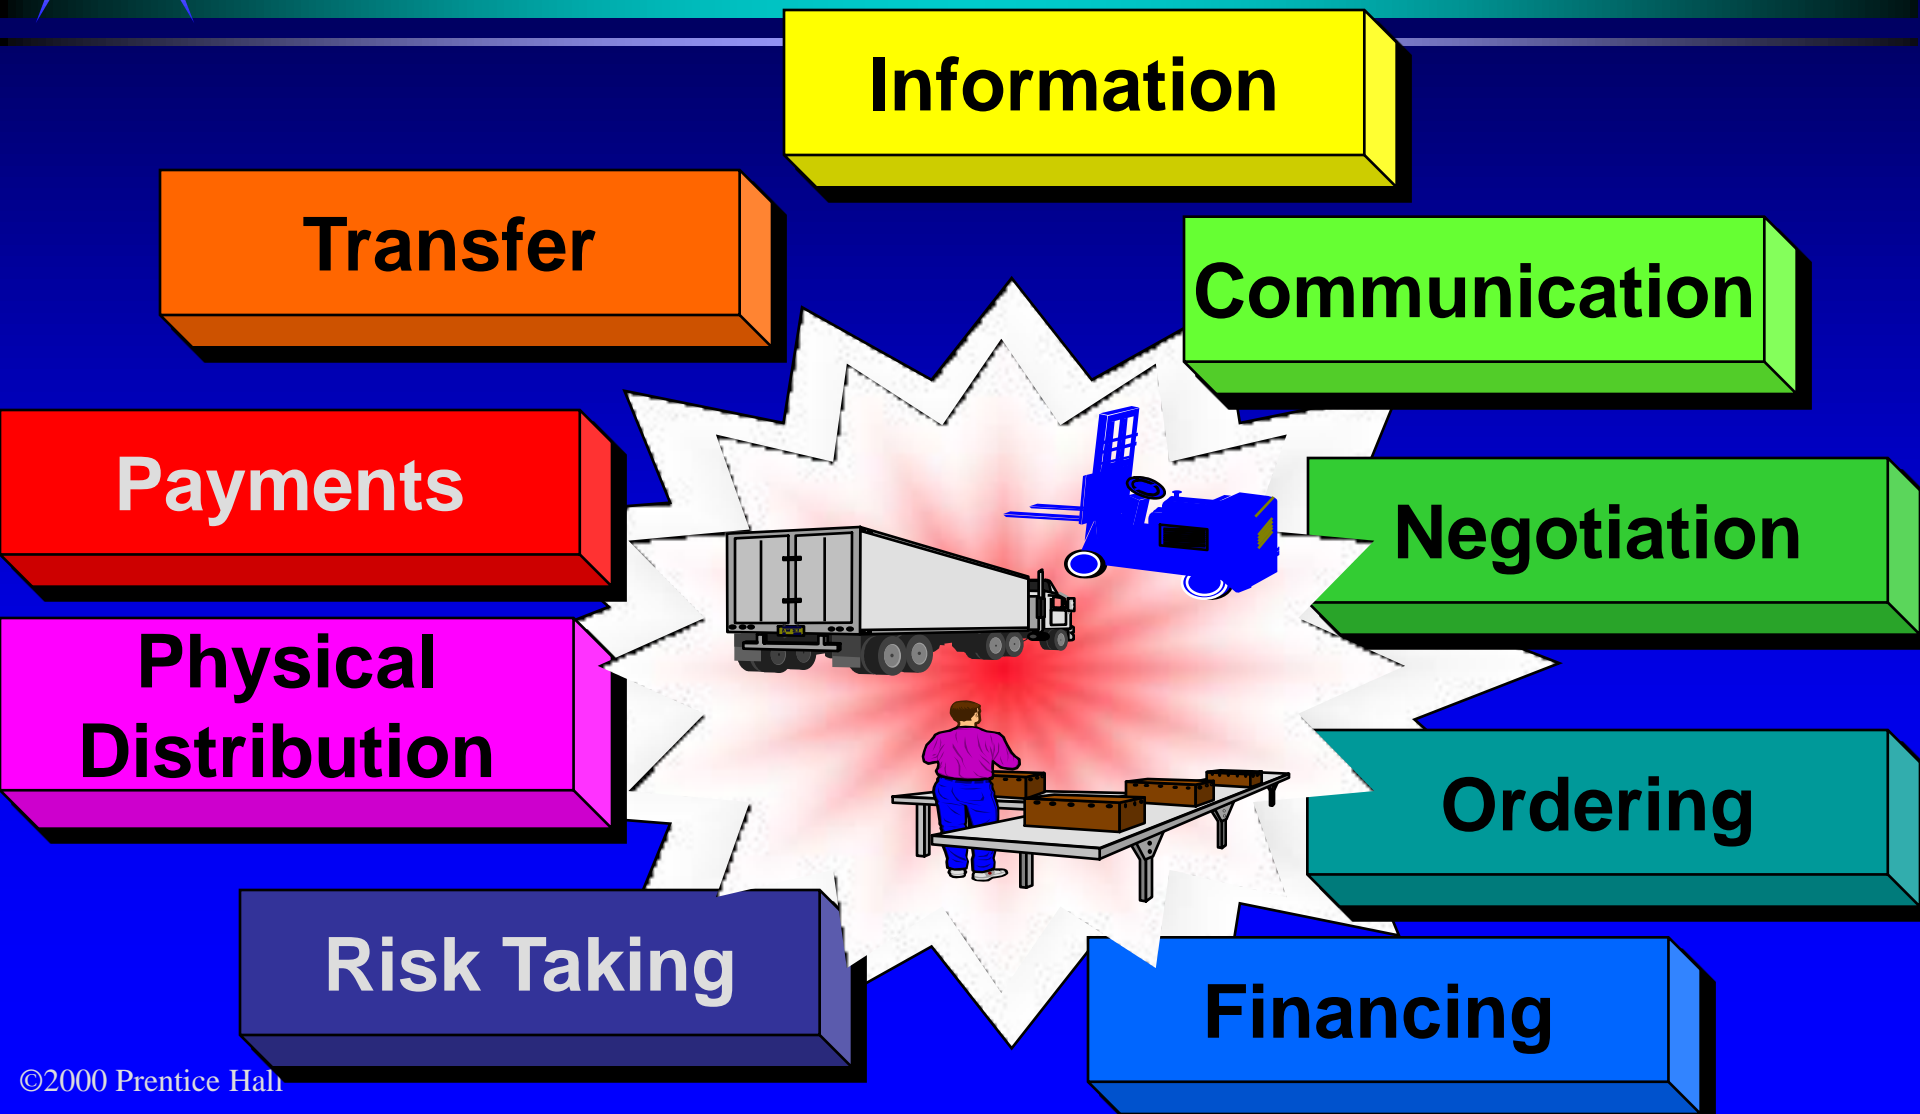 Information
Transfer
Communication
Payments
Negotiation
Physical
Distribution
Ordering
Risk Taking
Financing
©2000 Prentice Hall